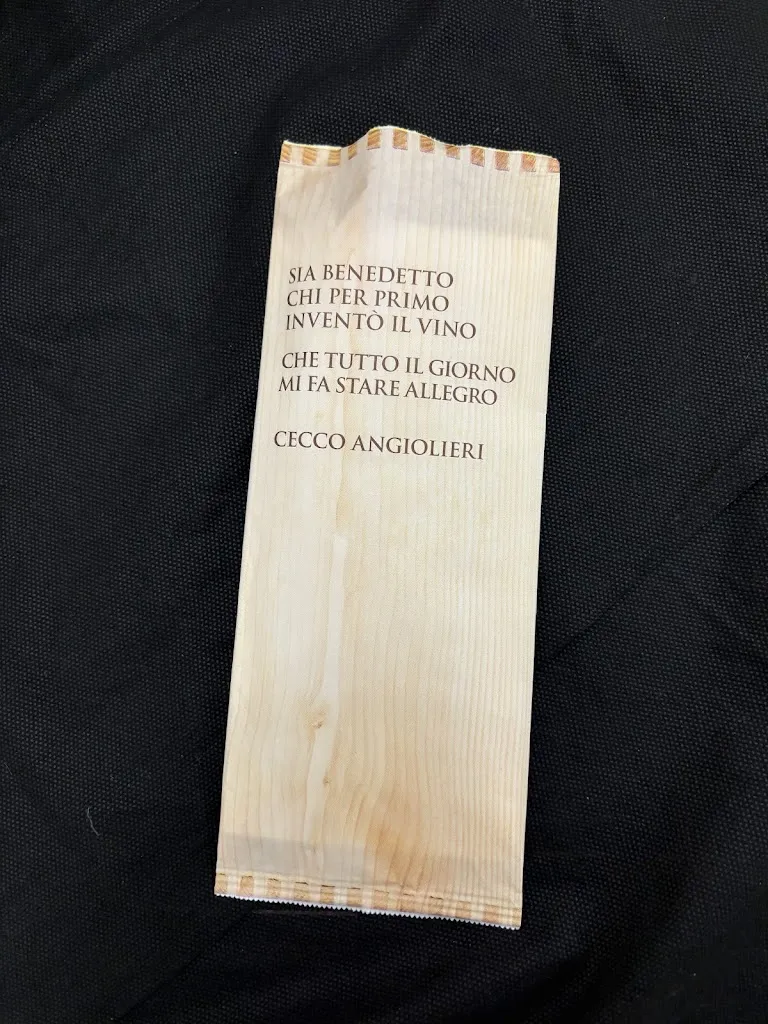 SIA BENEDETTO
CHI PER PRIMO
INVENTÒ IL VINO
CHE TUTTO IL GIORNO
MI FA STARE ALLEGRO
CECCO ANGIOLIERI